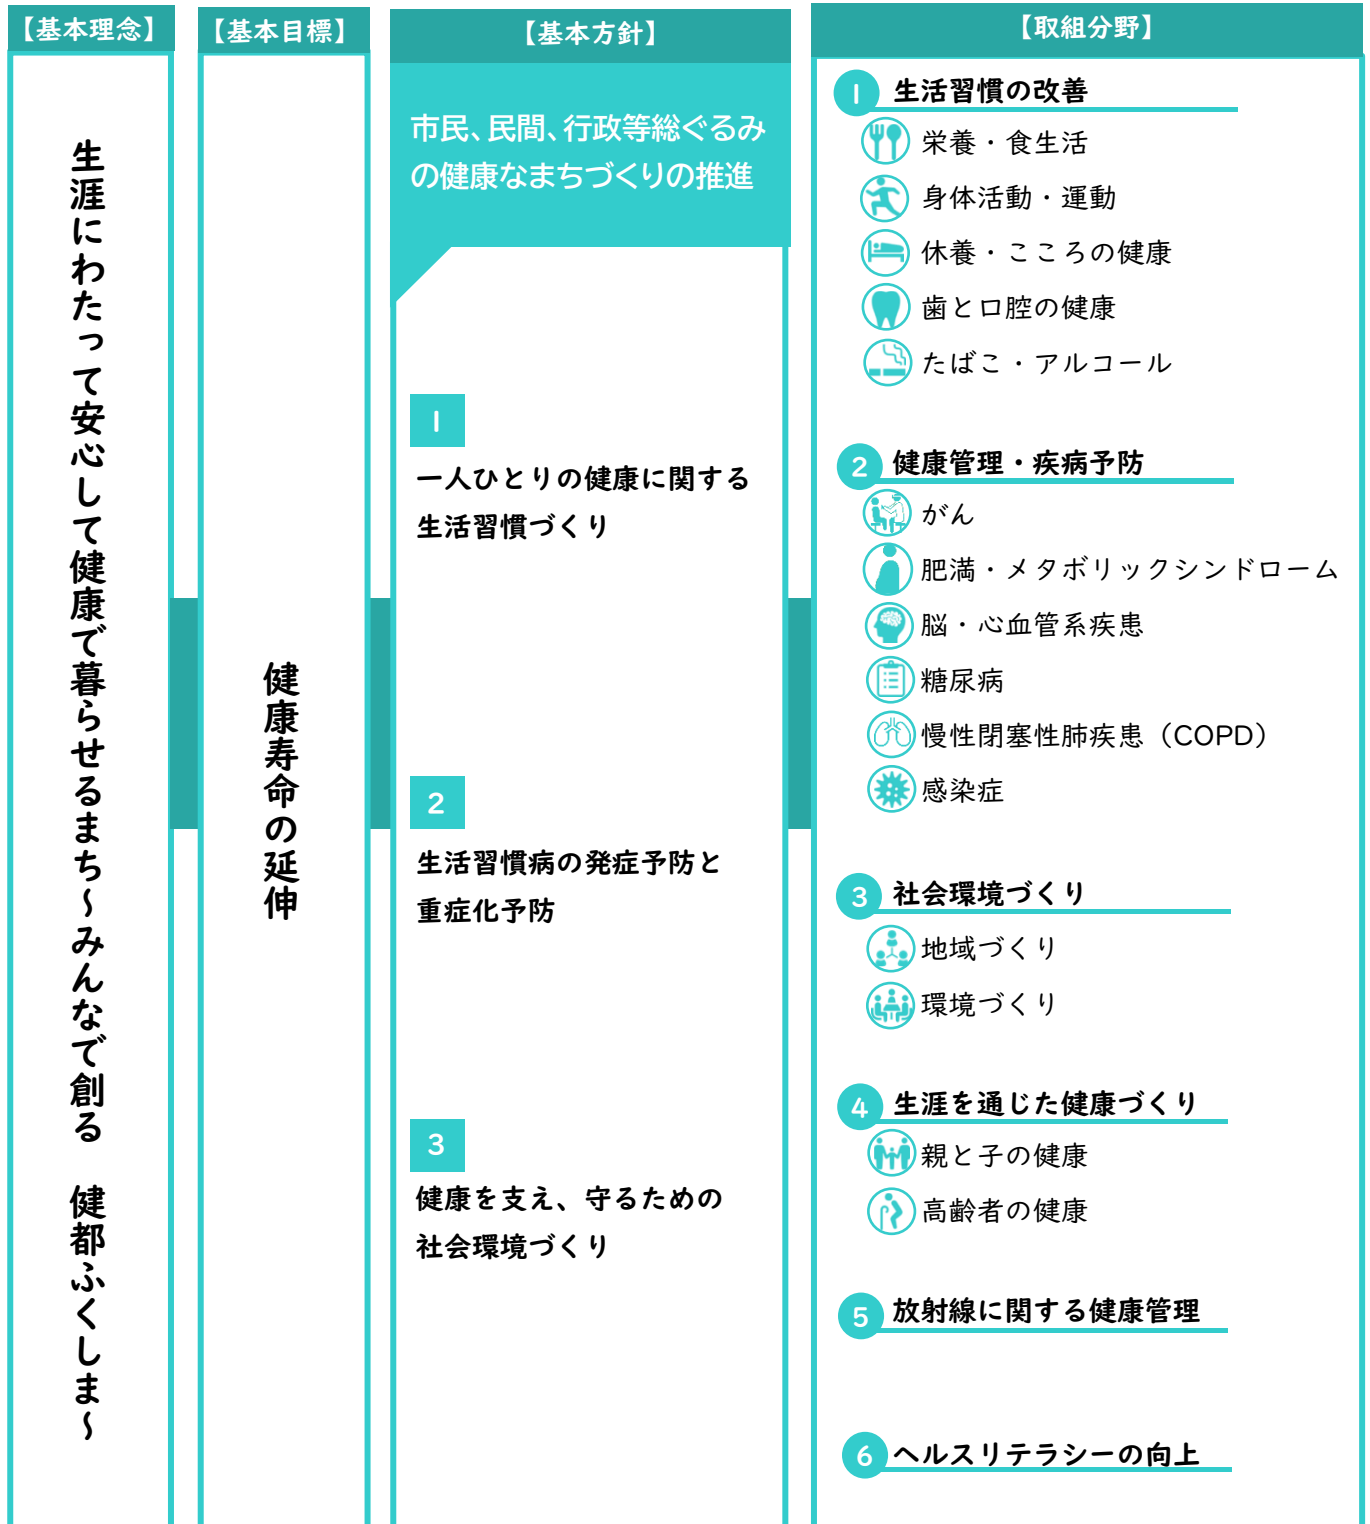 【基本理念】
生涯にわたって安心して健康で暮らせるまち~みんなで創る 健都ふくしま~
【基本目標】
健康寿命の延伸
【基本方針】
市民、民間、行政等総ぐるみ
の健康なまちづくりの推進
1
一人ひとりの健康に関する
生活習慣づくり
2
生活習慣病の発症予防と
重症化予防
3
健康を支え、守るための
社会環境づくり
【取組分野】
1 生活習慣の改善
栄養・食生活
身体活動・運動
休養・こころの健康
歯と口腔の健康
たばこ・アルコール
2 健康管理・疾病予防
がん
肥満・メタボリックシンドローム
脳・心血管系疾患
糖尿病
慢性閉塞性肺疾患(COPD)
感染症
3 社会環境づくり
地域づくり
環境づくり
4 生涯を通じた健康づくり
親と子の健康
高齢者の健康
5 放射線に関する健康管理
6 ヘルスリテラシーの向上